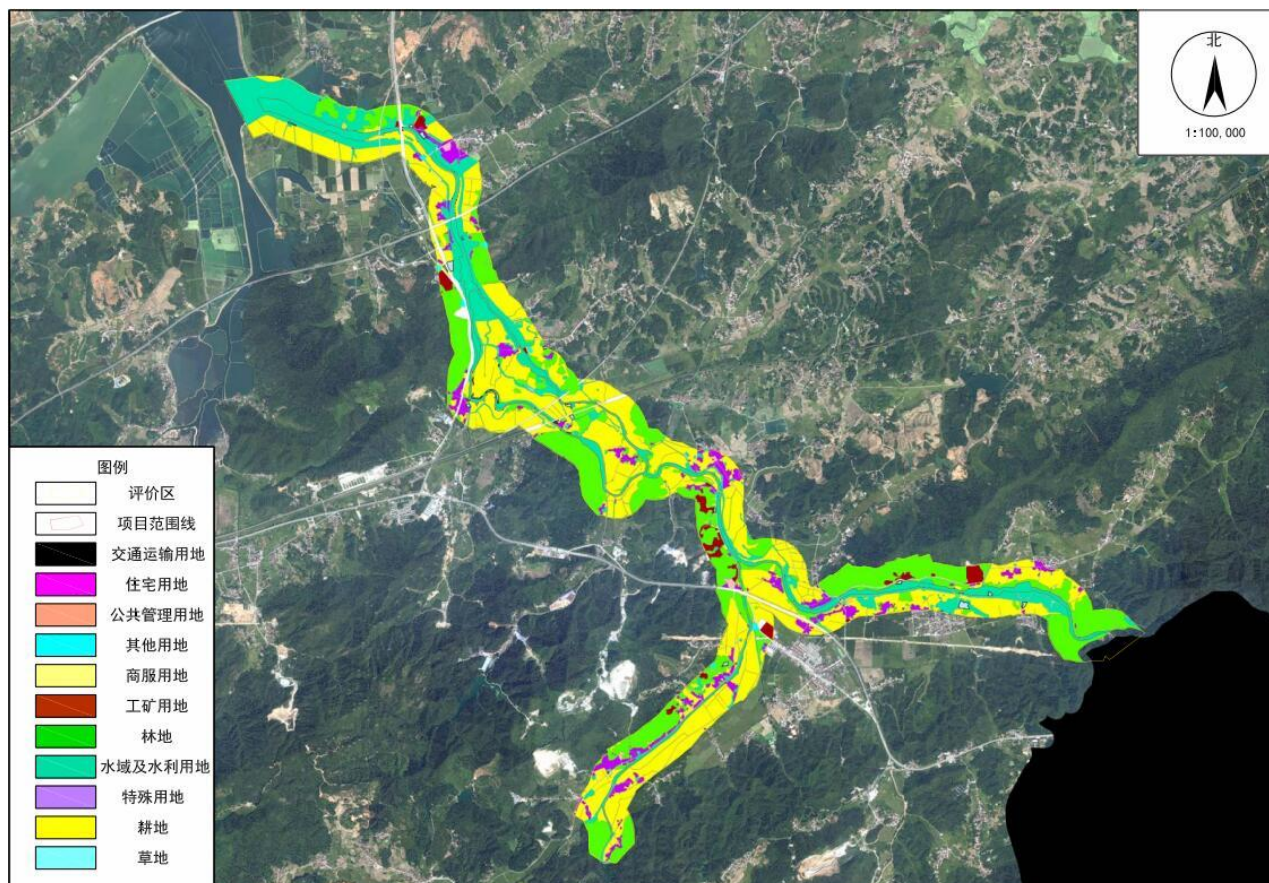 北
1:100,000
图例
评价区
项目范围线
交通运输用地
住宅用地
公共管理用地
其他用地
商服用地
工矿用地
林地
水域及水利用地
特殊用地
耕地
草地